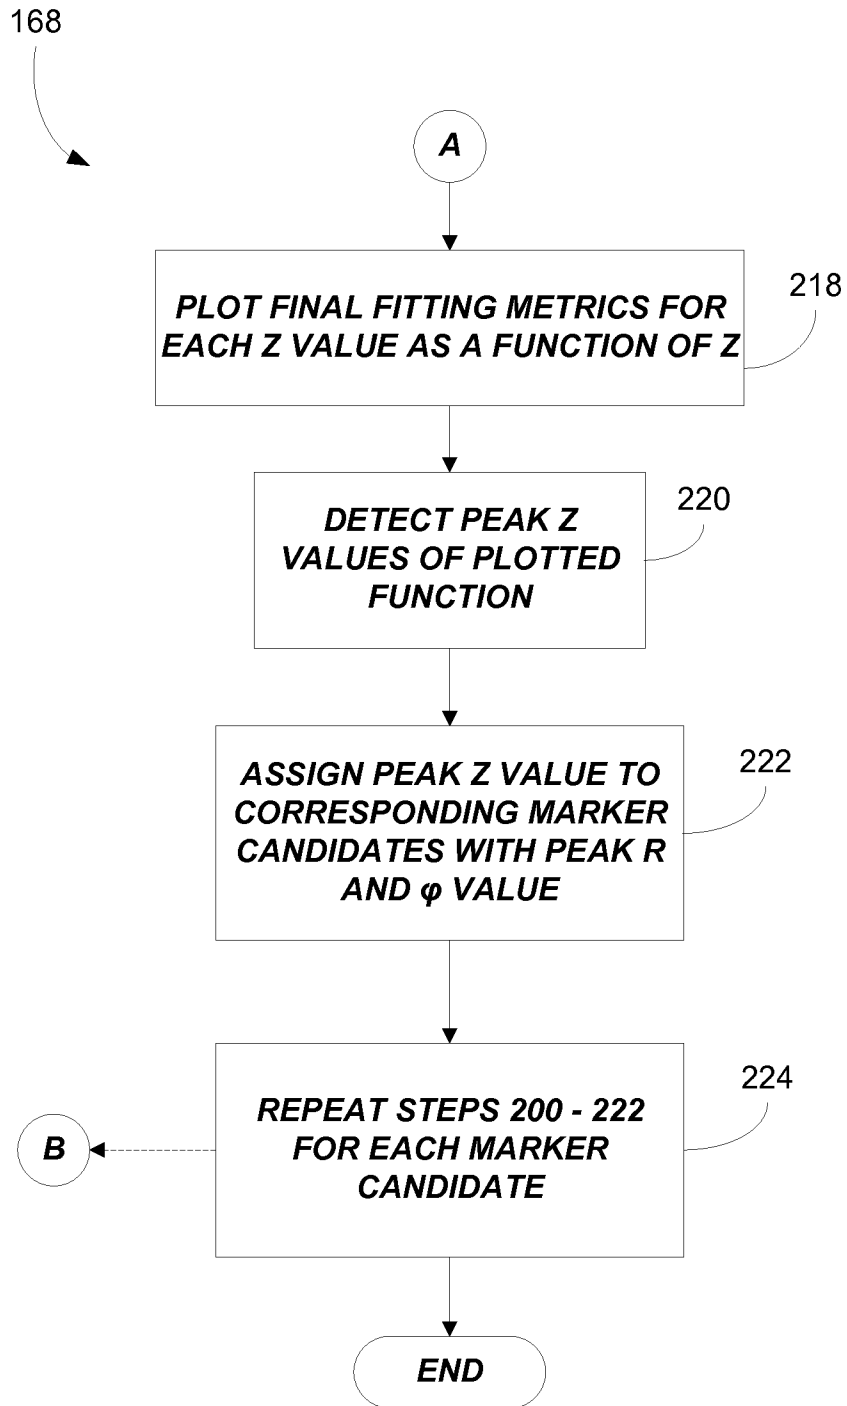 168
A
PLOT FINAL FITTING METRICS FOR
EACH Z VALUE AS A FUNCTION OF Z
218
DETECT PEAK Z
VALUES OF PLOTTED
FUNCTION
220
ASSIGN PEAK Z VALUE TO
CORRESPONDING MARKER
CANDIDATES WITH PEAK R
AND φ VALUE
222
REPEAT STEPS 200 - 222
FOR EACH MARKER
CANDIDATE
224
B
END